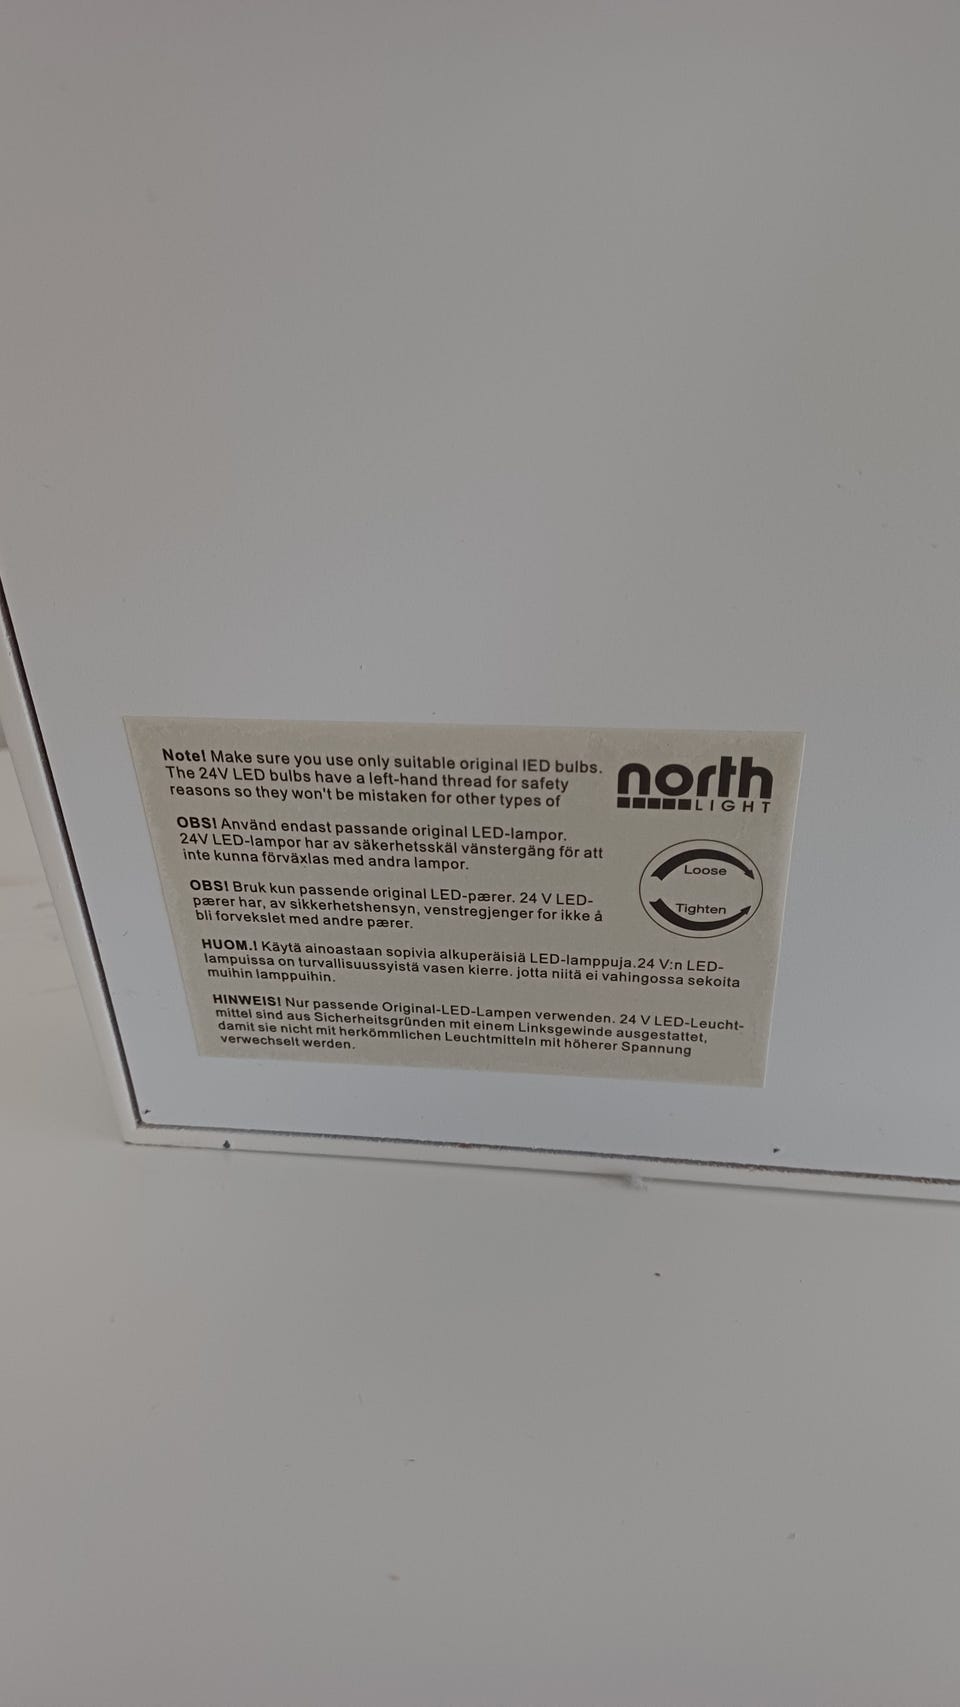 Note! Make sure you use only suitable original IED bulbs.
The 24V LED bulbs have a left-hand thread for safety
reasons so they won't be mistaken for other types of
north
LIGHT
OBS! Använd endast passande original LED-lampor.
24V LED-lampor har av säkerhetsskäl vänstergäng för att
inte kunna förväxlas med andra lampor.
Loose
Tighten
OBS! Bruk kun passende original LED-pærer. 24 V LED-
pærer har, av sikkerhetshensyn, venstregjenger for ikke å
bli forvekslet med andre pærer.
HUOM.! Käytä ainoastaan sopivia alkuperäisiä LED-lamppuja.24 V:n LED-
lampuissa on turvallisuussyistä vasen kierre. jotta niitä ei vahingossa sekoita
muihin lamppuihin.
HINWEIS! Nur passende Original-LED-Lampen verwenden. 24 V LED-Leucht-
mittel sind aus Sicherheitsgründen mit einem Linksgewinde ausgestattet,
damit sie nicht mit herkömmlichen Leuchtmitteln mit höherer Spannung
verwechselt werden.